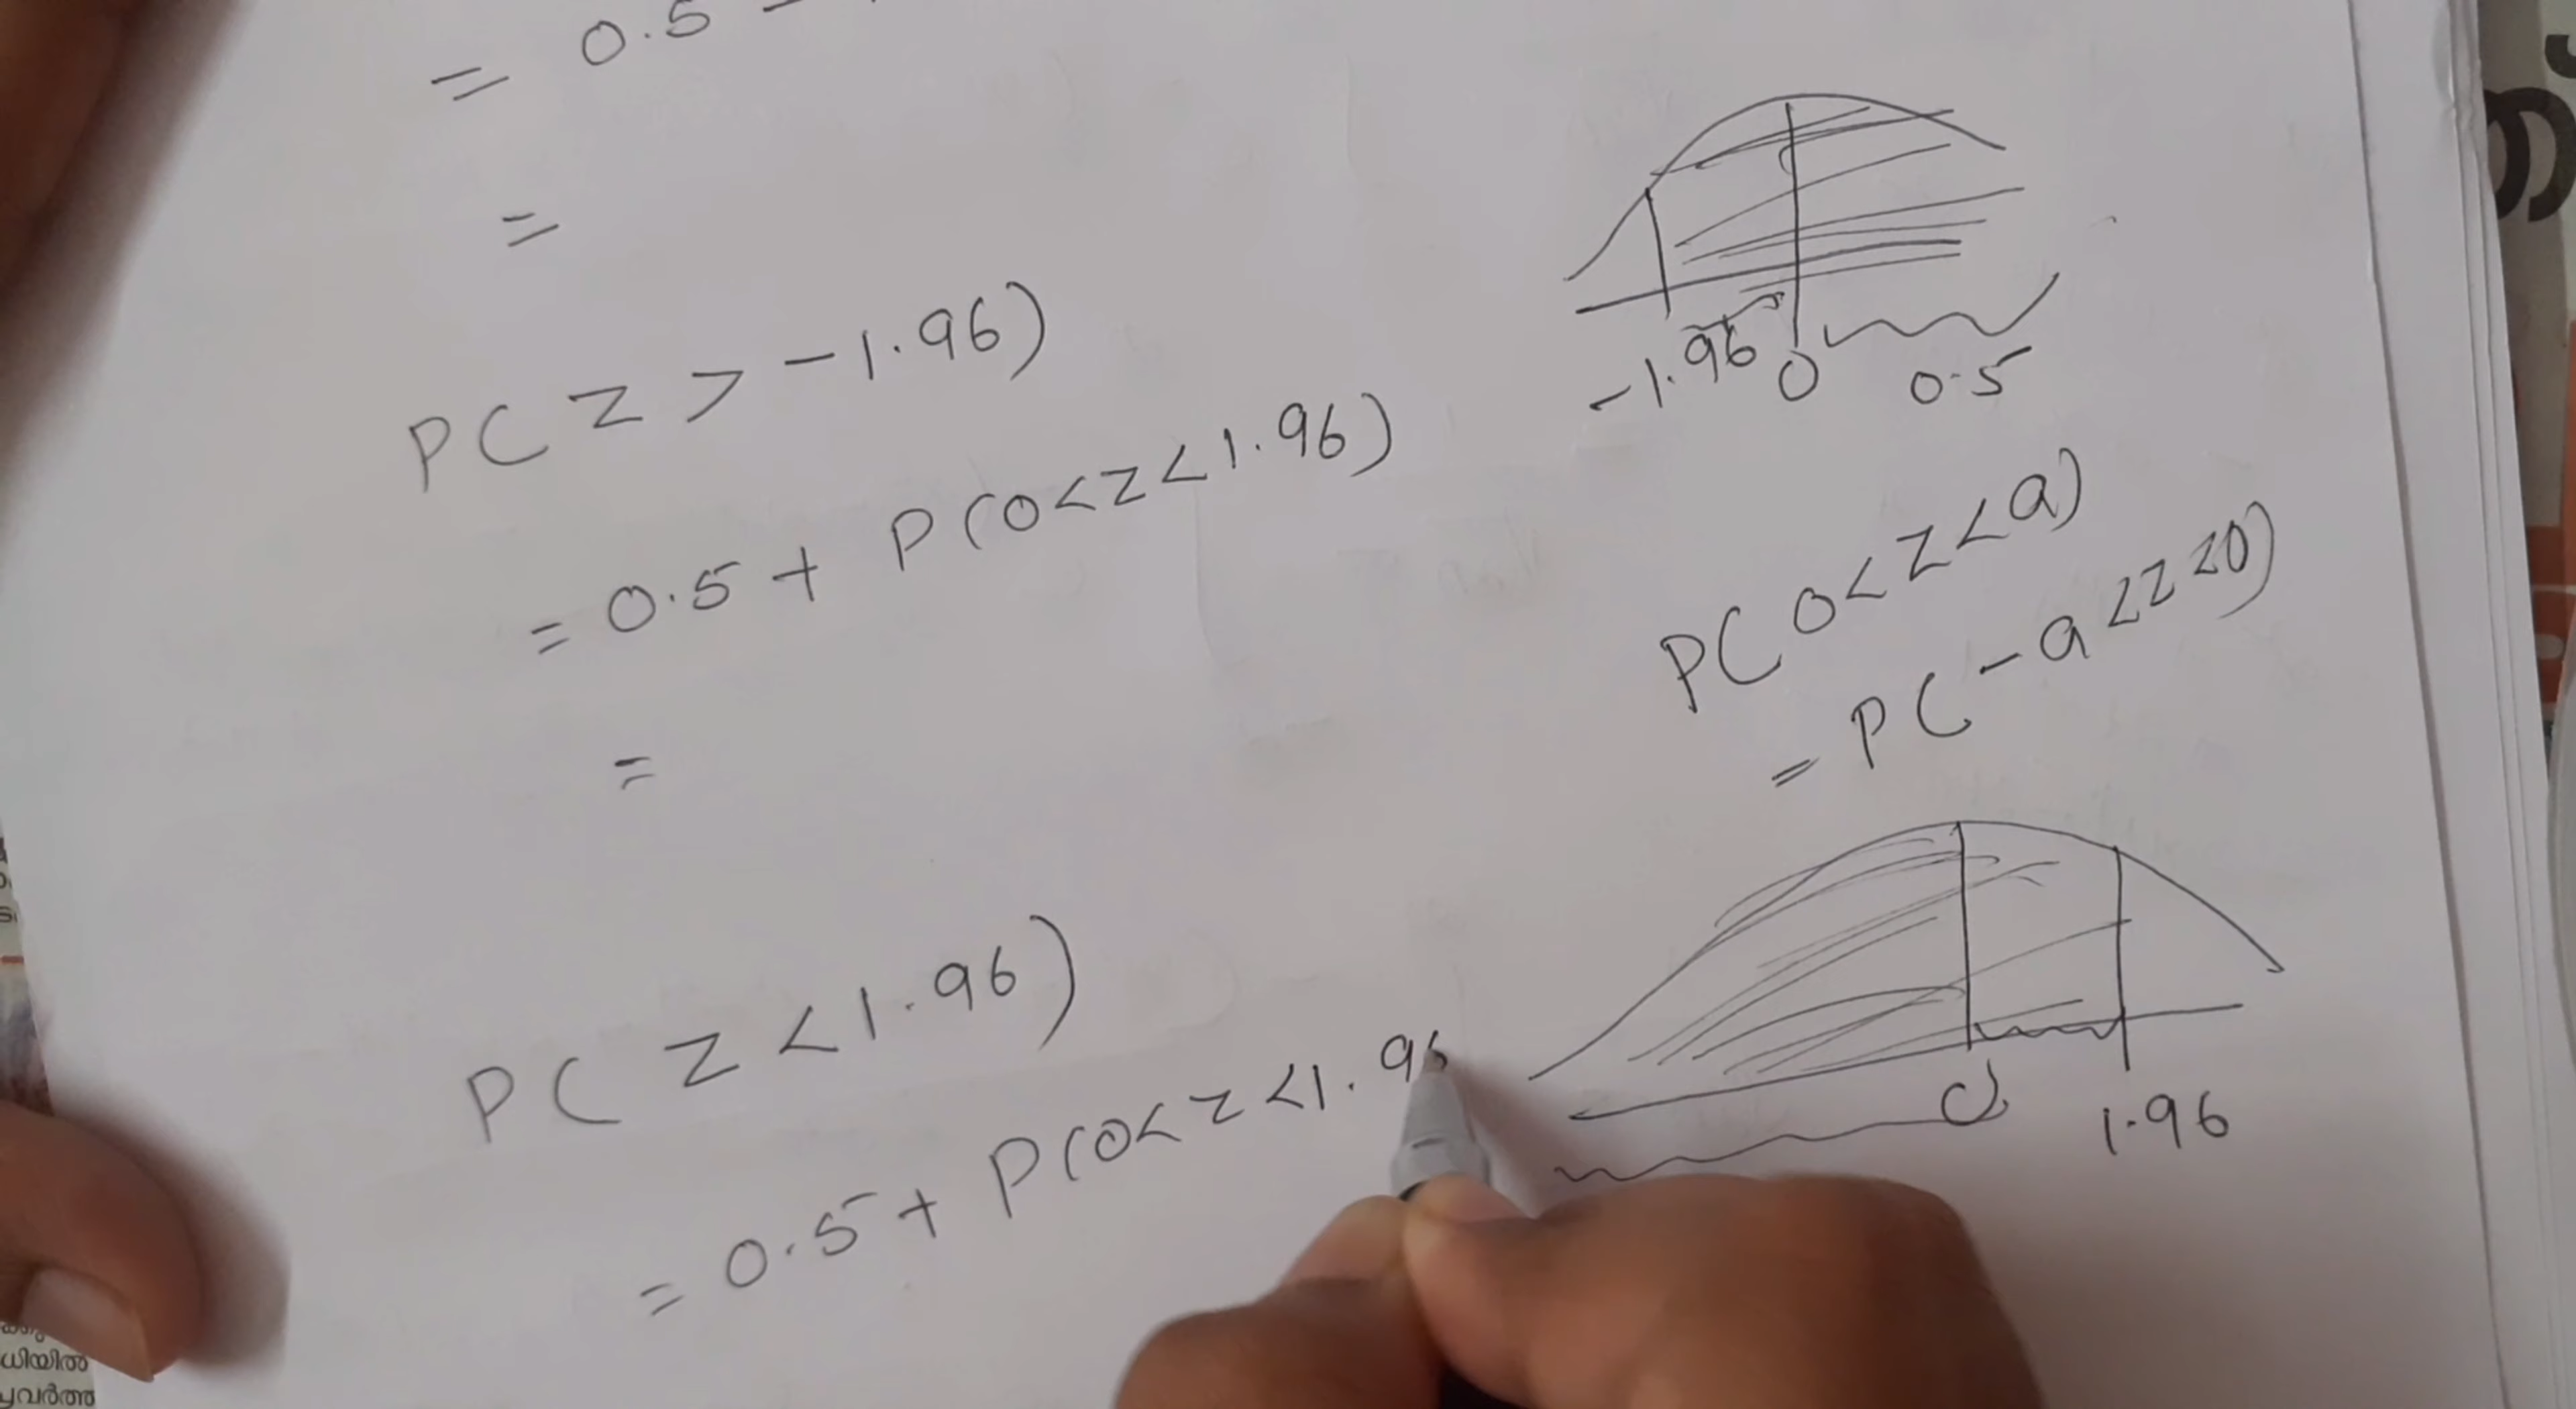 = 0.5 -
=
P( Z > -1.96)
= 0.5 + P(0<Z<1.96)
=
-1.96 0 0.5
P(0<Z<a)
= P(-a<Z<0)
P( Z <1.96)
= 0.5 + P(0<Z<1.96
0 1.96
ധിയിൽ